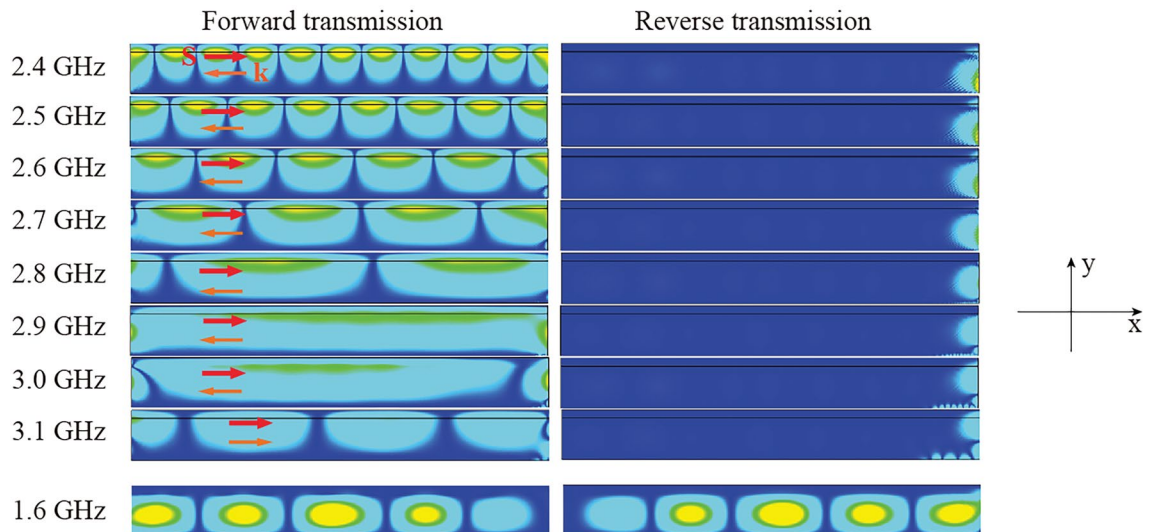 Forward transmission Reverse transmission
2.4 GHz S k
2.5 GHz
2.6 GHz
2.7 GHz
2.8 GHz
2.9 GHz
3.0 GHz
3.1 GHz
1.6 GHz
y
x